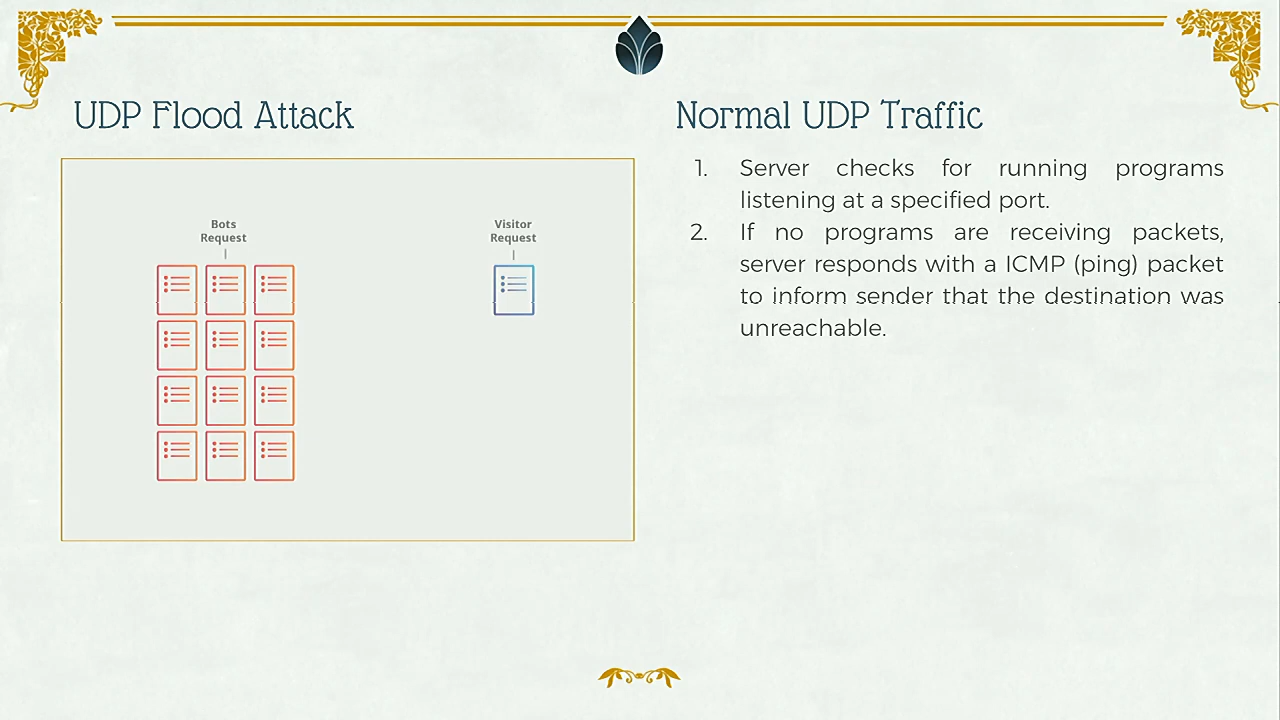 UDP Flood Attack
Bots
Request
Visitor
Request
Normal UDP Traffic
1. Server checks for running programs
listening at a specified port.
2. If no programs are receiving packets,
server responds with a ICMP (ping) packet
to inform sender that the destination was
unreachable.